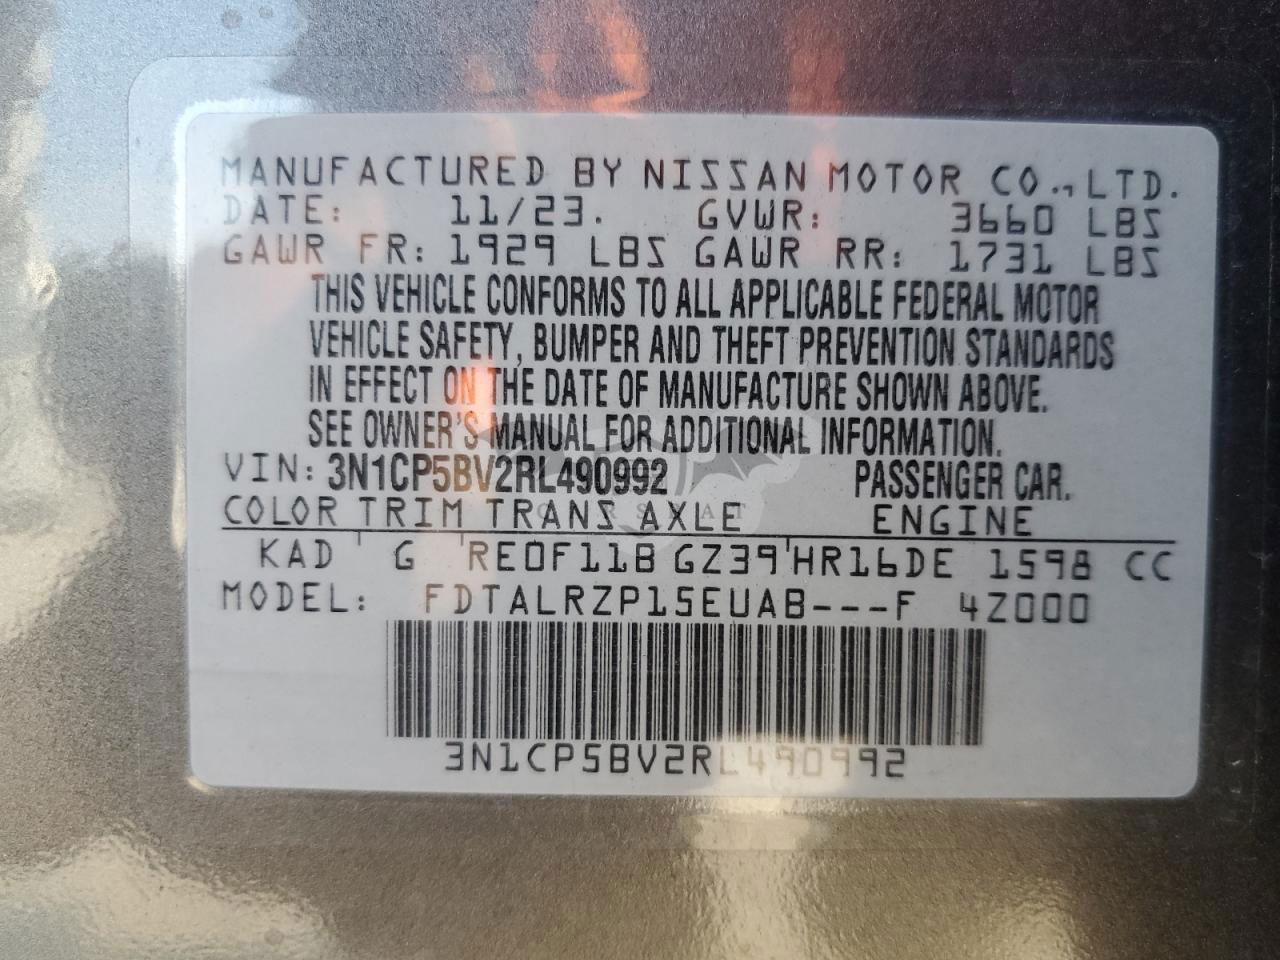 MANUFACTURED BY NISSAN MOTOR CO., LTD.
DATE: 11/23. GVWR: 3660 LBS
GAWR FR: 1929 LBS GAWR RR: 1731 LBS
THIS VEHICLE CONFORMS TO ALL APPLICABLE FEDERAL MOTOR
VEHICLE SAFETY, BUMPER AND THEFT PREVENTION STANDARDS
IN EFFECT ON THE DATE OF MANUFACTURE SHOWN ABOVE.
SEE OWNER'S MANUAL FOR ADDITIONAL INFORMATION.
VIN: 3N1CP5BV2RL490992 PASSENGER CAR.
COLOR TRIM TRANS AXLE ENGINE
KAD G RE0F11B GZ39 HR16DE 1598 CC
MODEL: FDTALRZP15EUAB---F 4Z000
3N1CP5BV2RL490992